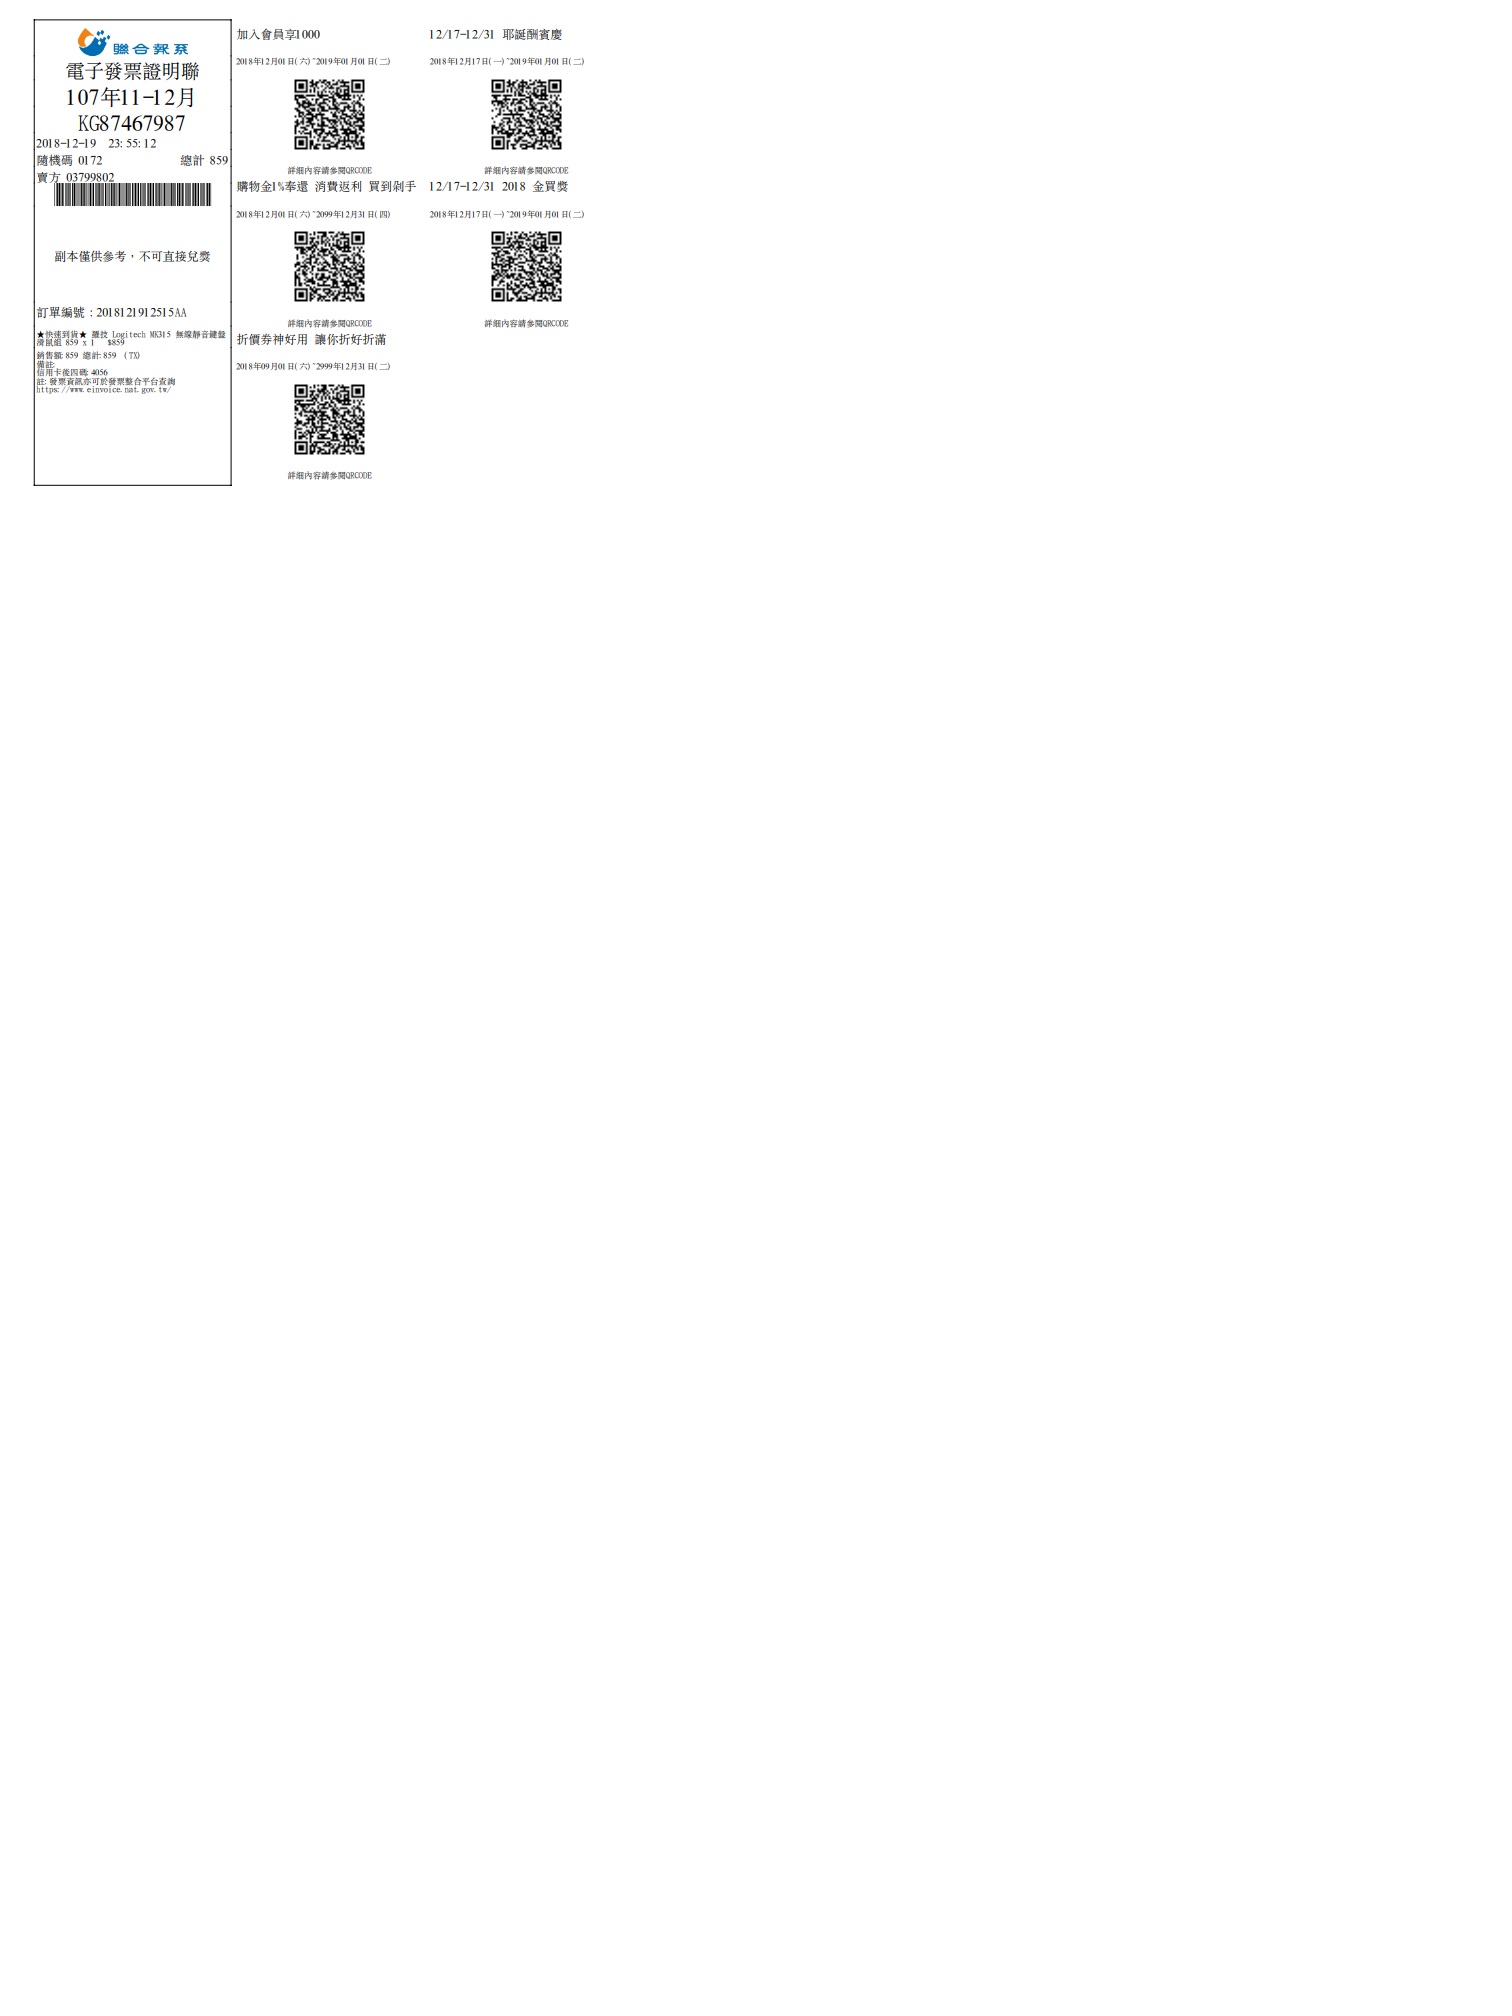 聯合報系
電子發票證明聯
107年11-12月
KG87467987
2018-12-19 23:55:12
隨機碼 0172 總計 859
賣方 03799802
副本僅供參考，不可直接兌獎
訂單編號：2018121912515AA
★快速到貨★ 羅技 Logitech MK315 無線靜音鍵盤
滑鼠組 859 x 1 $859
銷售額:859 總計:859 (TX)
備註:
信用卡後四碼:4056
註:發票資訊亦可於發票整合平台查詢
https://www.einvoice.nat.gov.tw/
加入會員享1000
2018年12月01日(六)~2019年01月01日(二)
詳細內容請參閱QRCODE
購物金1%奉還 消費返利 買到剁手
2018年12月01日(六)~2099年12月31日(四)
詳細內容請參閱QRCODE
折價券神好用 讓你折好折滿
2018年09月01日(六)~2999年12月31日(二)
詳細內容請參閱QRCODE
12/17-12/31 耶誕酬賓慶
2018年12月17日(一)~2019年01月01日(二)
詳細內容請參閱QRCODE
12/17-12/31 2018 金買獎
2018年12月17日(一)~2019年01月01日(二)
詳細內容請參閱QRCODE